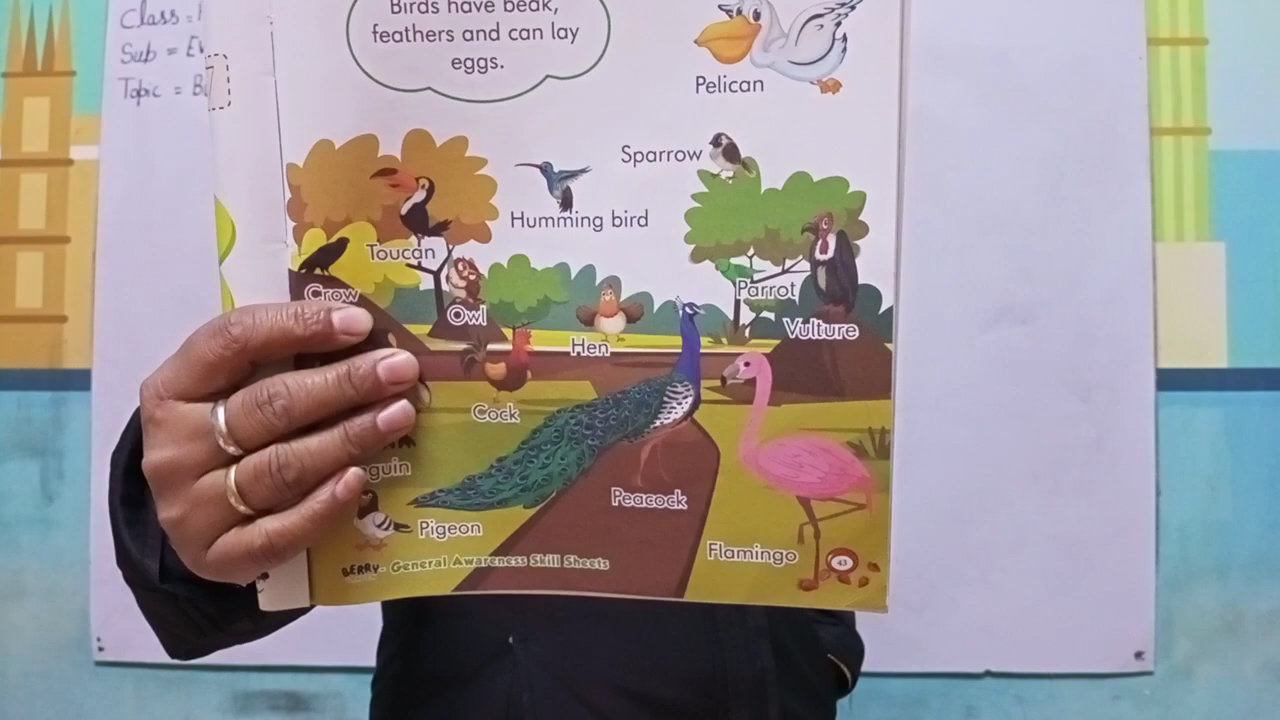 Class =
Sub =
Topic =
Birds have beak,
feathers and can lay
eggs.
Pelican
Sparrow
Humming bird
Toucan
Crow
Parrot
Owl
Vulture
Hen
Cock
guin
Peacock
Pigeon
Flamingo
BERRY- General Awareness Skill Sheets
43